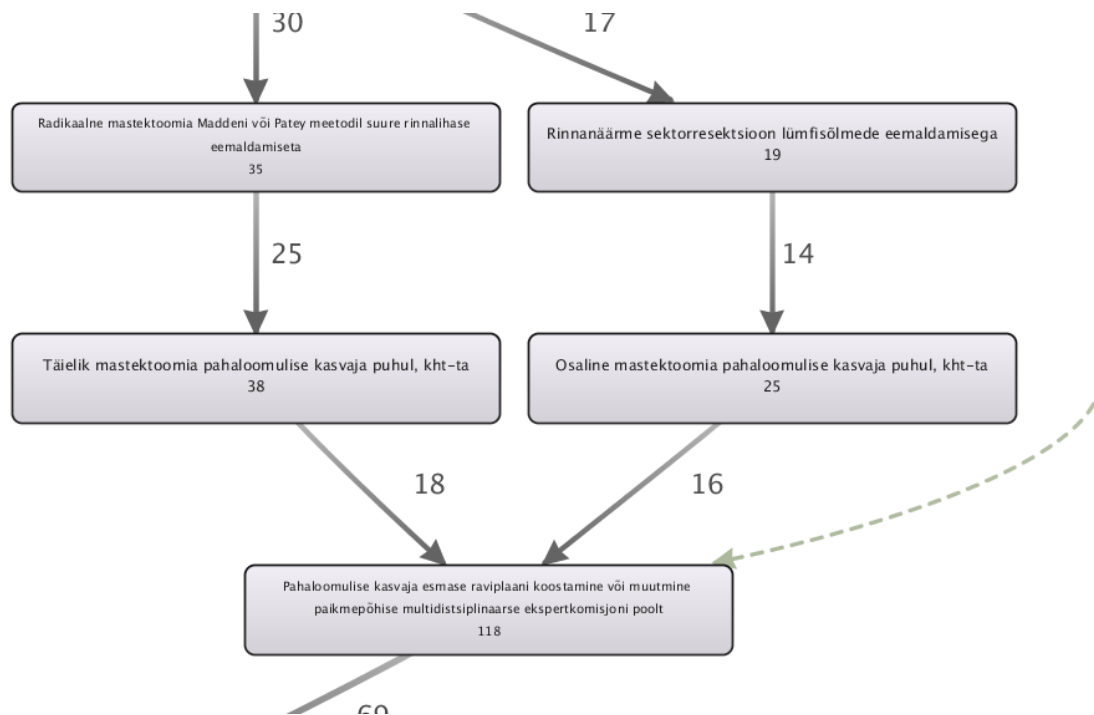 30
17
Radikaalne mastektoomia Maddeni või Patey meetodil suure rinnalihase
eemaldamiseta
35
Rinnanäärme sektorresektsioon lümfisõlmede eemaldamisega
19
25
14
Täielik mastektoomia pahaloomulise kasvaja puhul, kht-ta
38
Osaline mastektoomia pahaloomulise kasvaja puhul, kht-ta
25
18
16
Pahaloomulise kasvaja esmase raviplaani koostamine või muutmine
paikmepõhise multidistsiplinaarse ekspertkomisjoni poolt
118
69